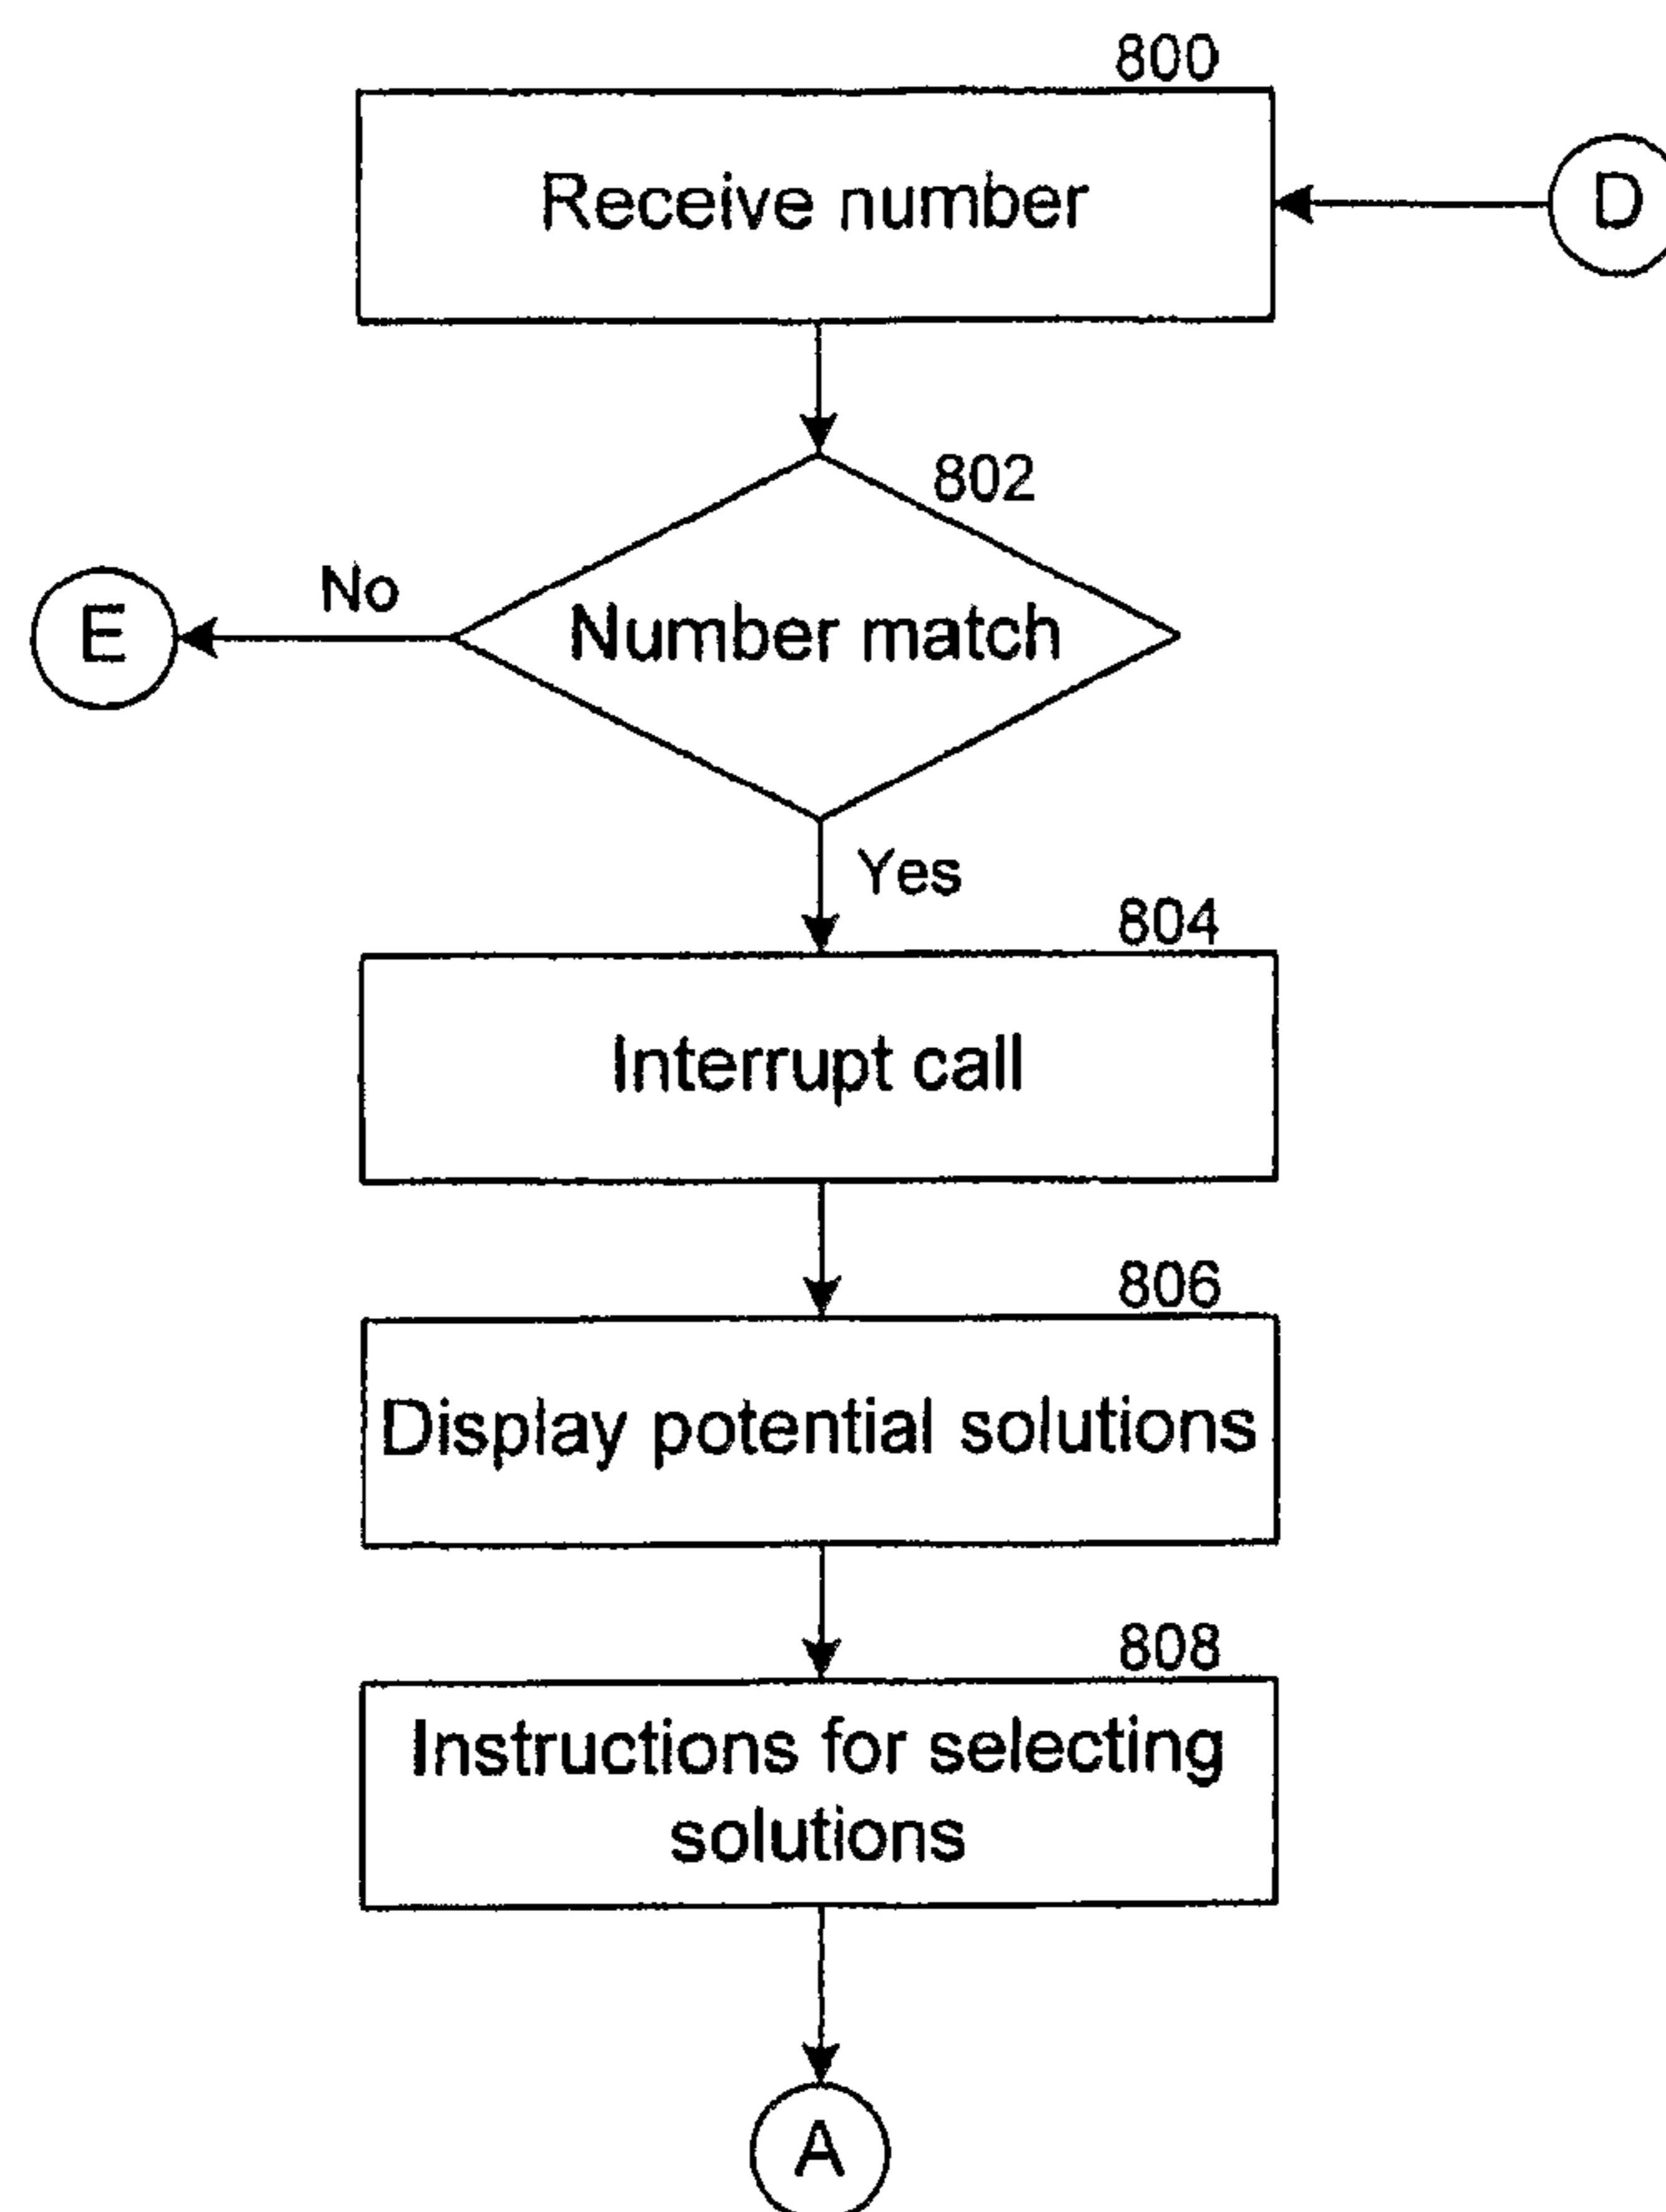 800
Receive number
D
802
No
E
Number match
Yes
804
Interrupt call
806
Display potential solutions
808
Instructions for selecting
solutions
A